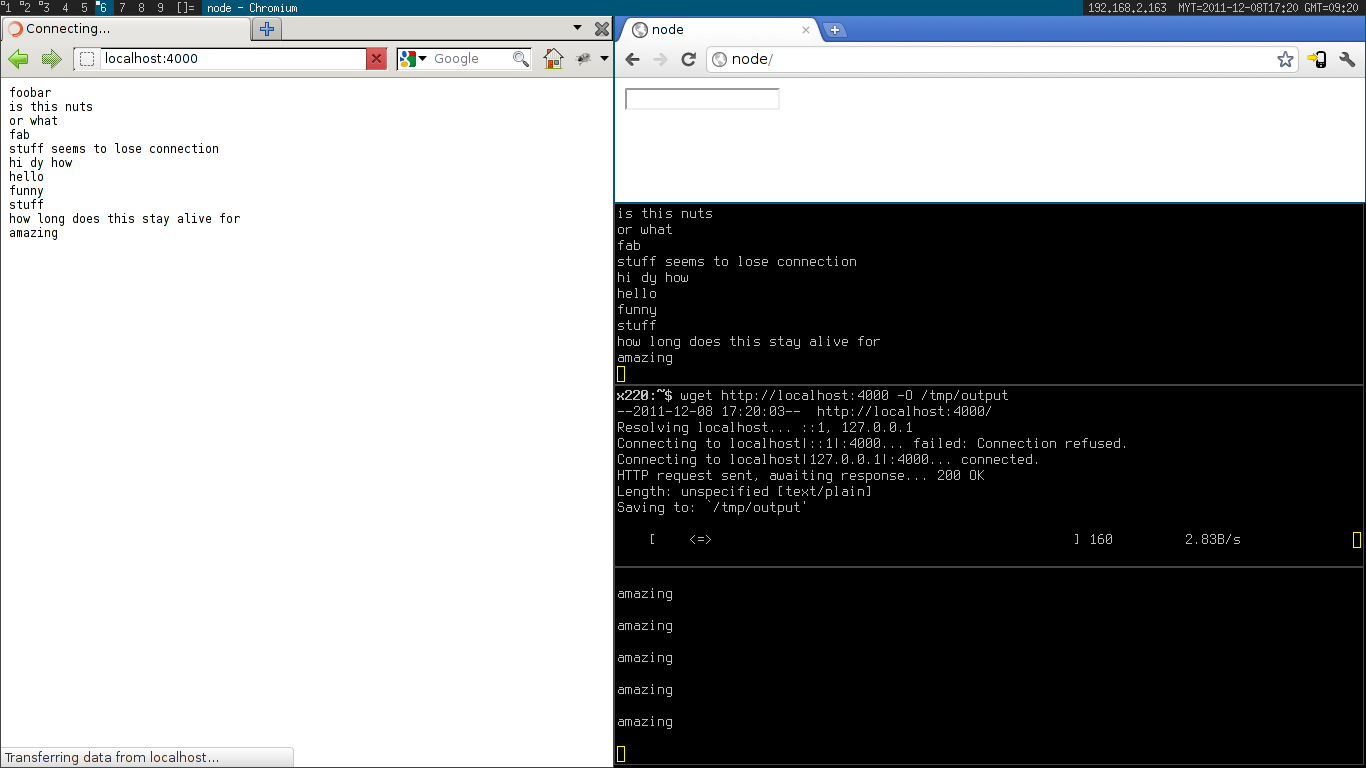 1 2 3 4 5 6 7 8 9 []= node - Chromium 192.168.2.163 MYT=2011-12-08T17:20 GMT=09:20
Connecting...
localhost:4000
Google
foobar
is this nuts
or what
fab
stuff seems to lose connection
hi dy how
hello
funny
stuff
how long does this stay alive for
amazing
Transferring data from localhost...
node
node/
is this nuts
or what
fab
stuff seems to lose connection
hi dy how
hello
funny
stuff
how long does this stay alive for
amazing
x220:~$ wget http://localhost:4000 -O /tmp/output
--2011-12-08 17:20:03--  http://localhost:4000/
Resolving localhost... ::1, 127.0.0.1
Connecting to localhost|::1|:4000... failed: Connection refused.
Connecting to localhost|127.0.0.1|:4000... connected.
HTTP request sent, awaiting response... 200 OK
Length: unspecified [text/plain]
Saving to: `/tmp/output'
[    <=> ] 160 2.83B/s
amazing
amazing
amazing
amazing
amazing